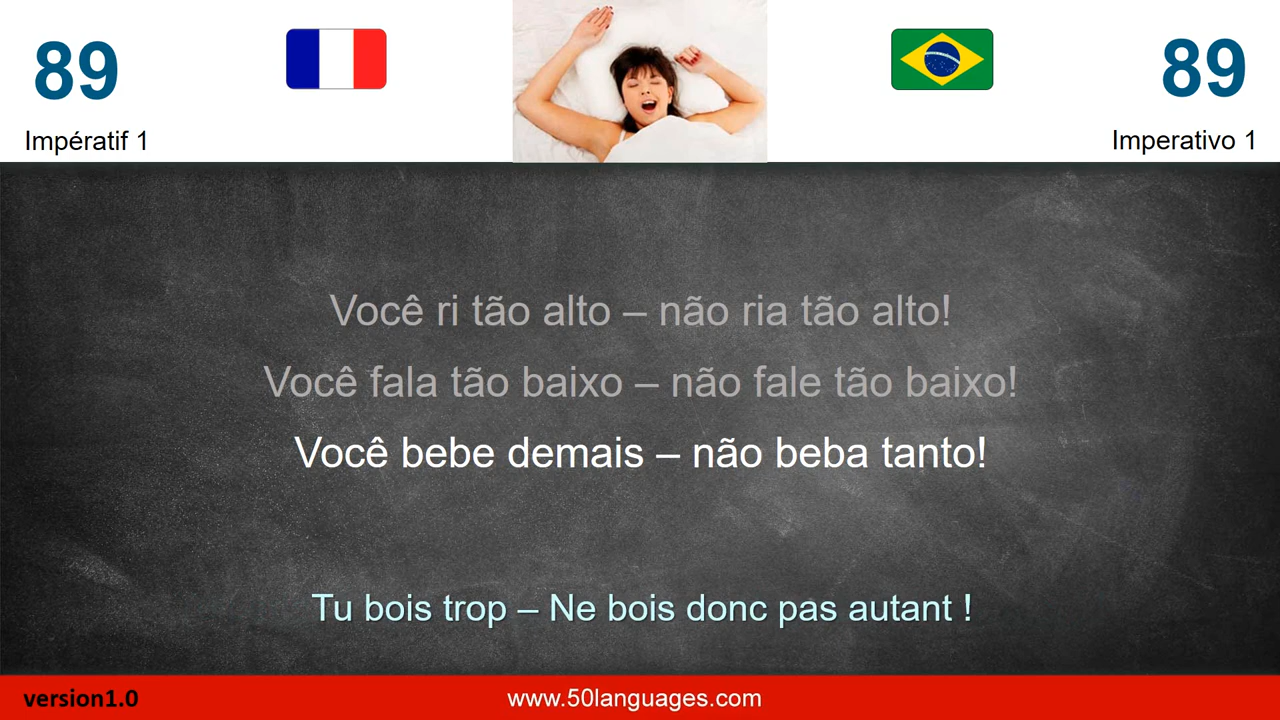 89
89
Impératif 1
Imperativo 1
Você ri tão alto – não ria tão alto!
Você fala tão baixo – não fale tão baixo!
Você bebe demais – não beba tanto!
Tu bois trop – Ne bois donc pas autant !
version1.0
www.50languages.com